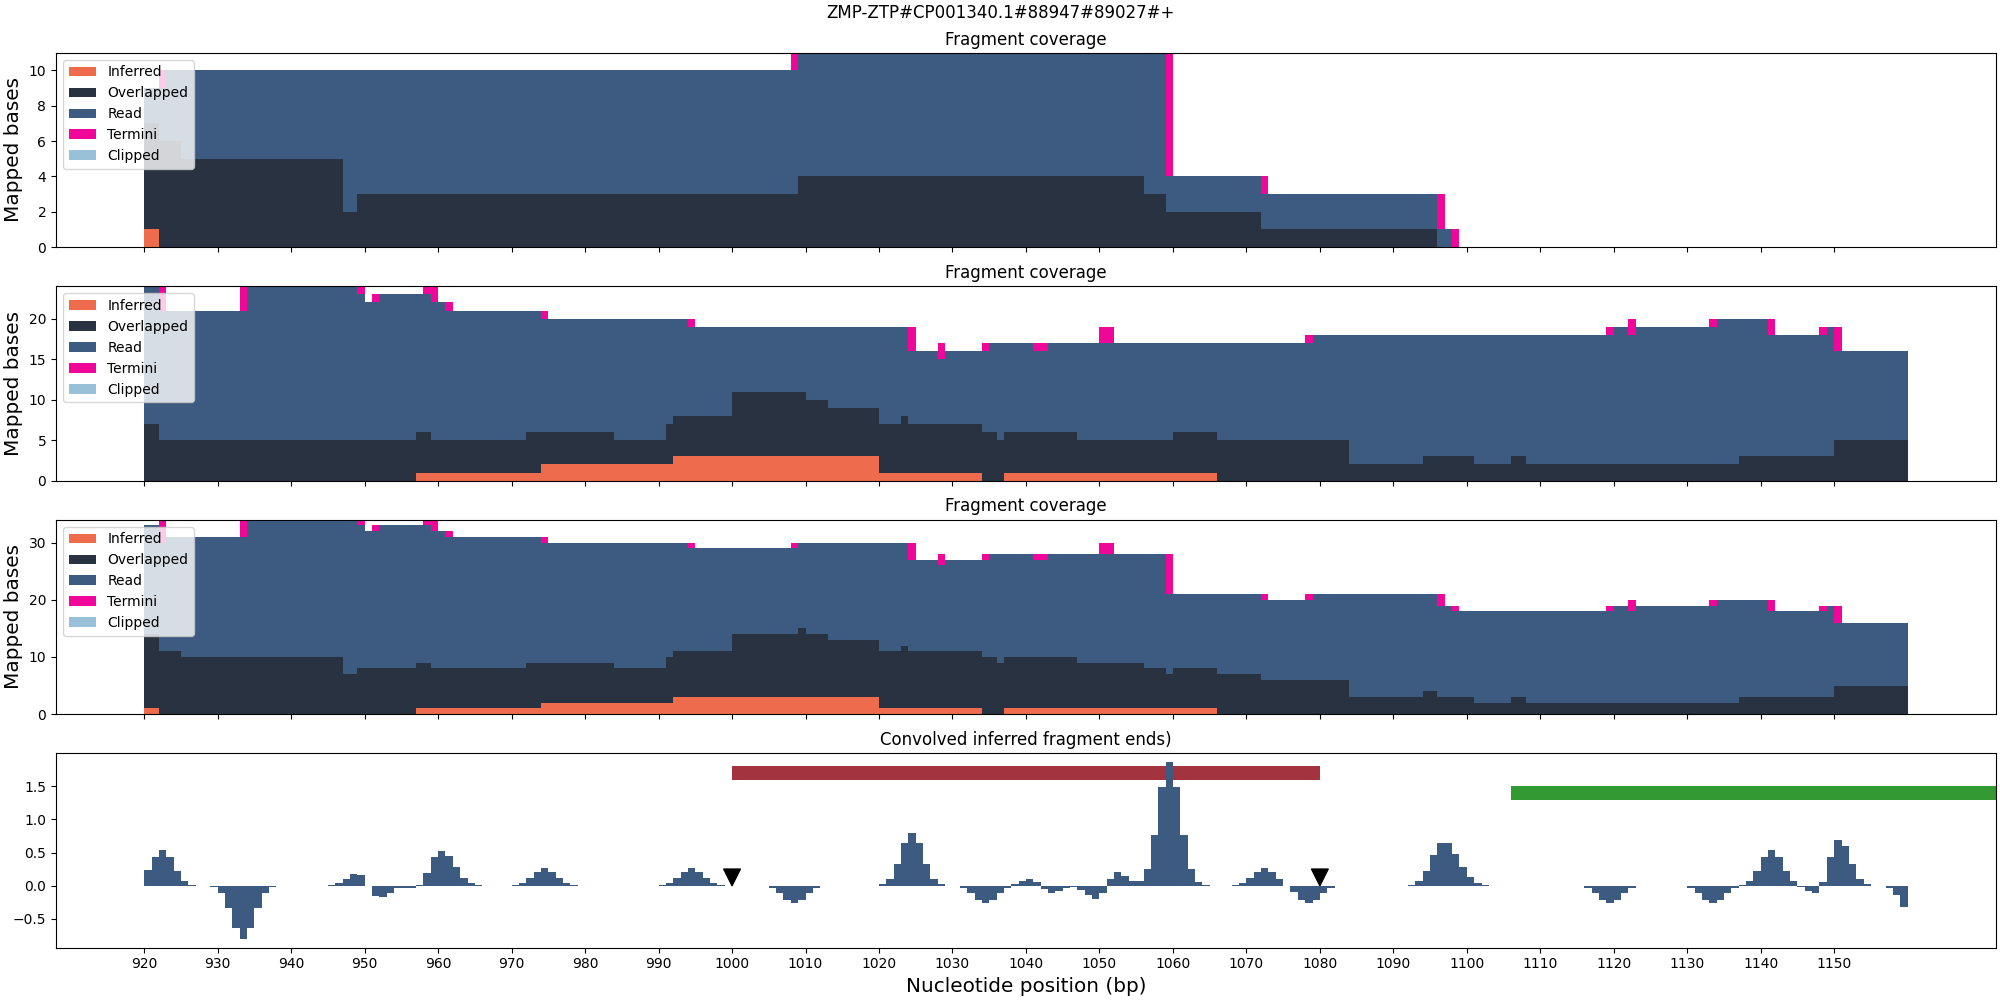 ZMP-ZTP#CP001340.1#88947#89027#+
Fragment coverage
Mapped bases
10
8
6
4
2
0
Inferred
Overlapped
Read
Termini
Clipped
Fragment coverage
Mapped bases
20
15
10
5
0
Inferred
Overlapped
Read
Termini
Clipped
Fragment coverage
Mapped bases
30
20
10
0
Inferred
Overlapped
Read
Termini
Clipped
Convolved inferred fragment ends)
1.5
1.0
0.5
0.0
−0.5
920 930 940 950 960 970 980 990 1000 1010 1020 1030 1040 1050 1060 1070 1080 1090 1100 1110 1120 1130 1140 1150
Nucleotide position (bp)